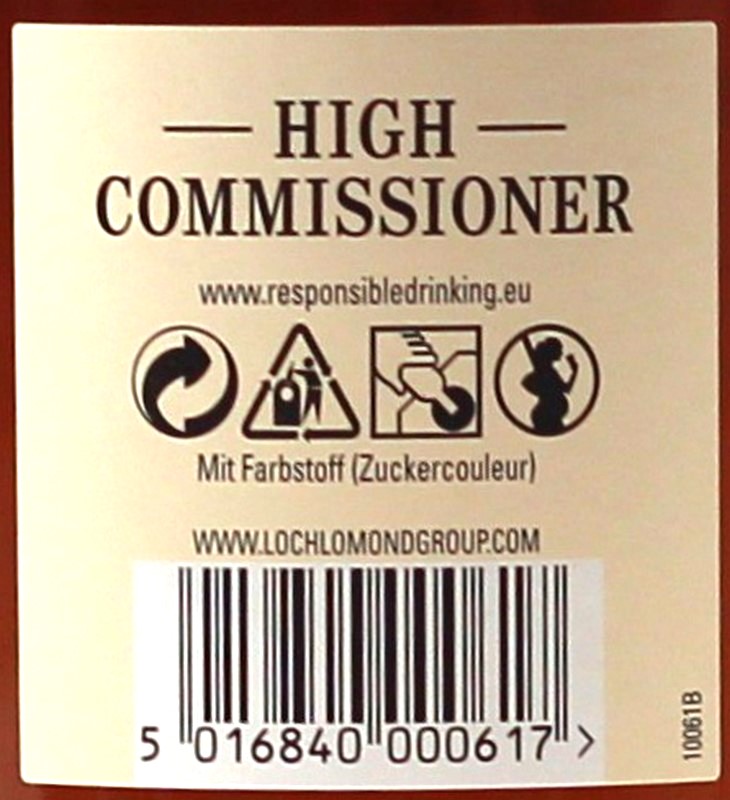 HIGH
COMMISSIONER
www.responsibledrinking.eu
Mit Farbstoff (Zuckercouleur)
WWW.LOCHLOMONDGROUP.COM
5 016840 000617 >
10061B